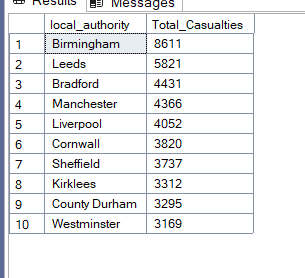 Results Messages
local_authority Total_Casualties
1 Birmingham 8611
2 Leeds 5821
3 Bradford 4431
4 Manchester 4366
5 Liverpool 4052
6 Cornwall 3820
7 Sheffield 3737
8 Kirklees 3312
9 County Durham 3295
10 Westminster 3169